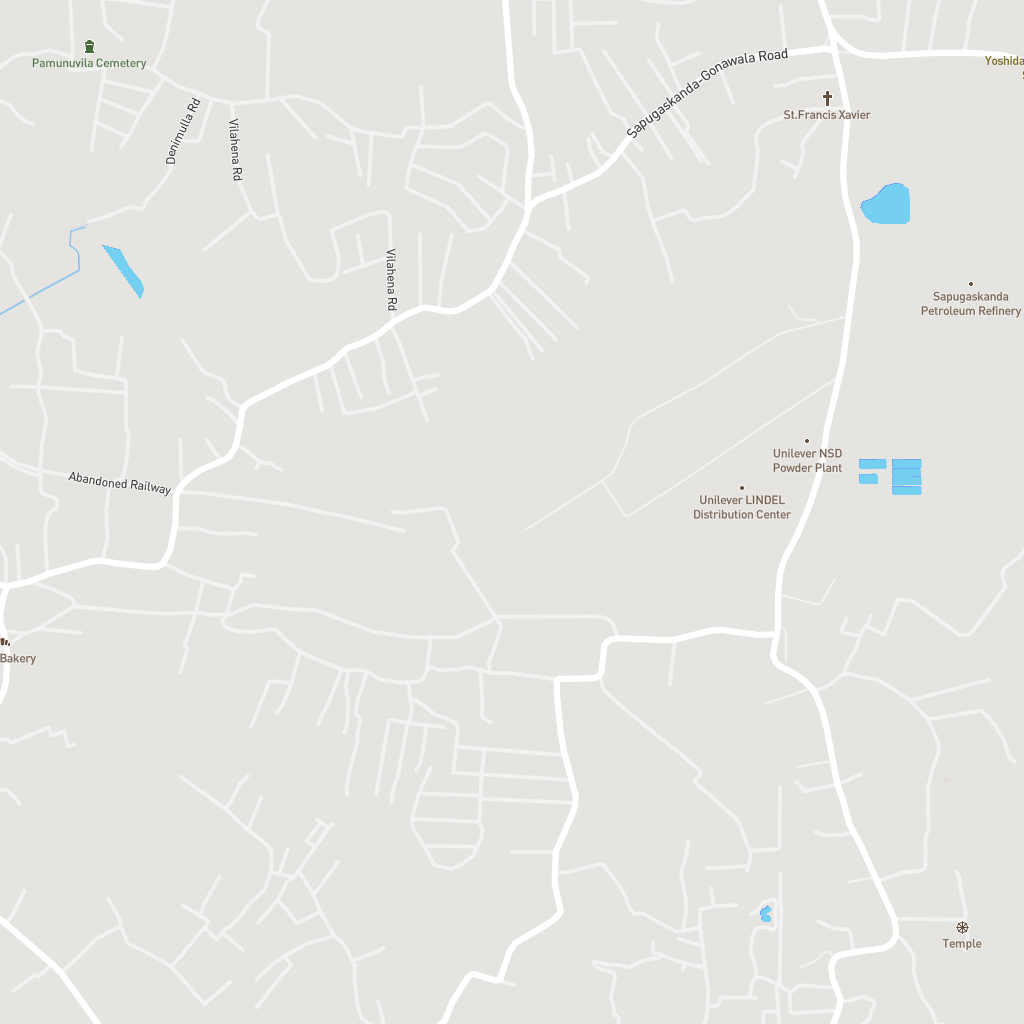 Pamunuvila Cemetery
Sapugaskanda-Gonawala Road
Yoshida
S
St.Francis Xavier
Denimulla Rd
Vilahena Rd
Vilahena Rd
Sapugaskanda
Petroleum Refinery
Unilever NSD
Powder Plant
Abandoned Railway
Unilever LINDEL
Distribution Center
Bakery
Temple